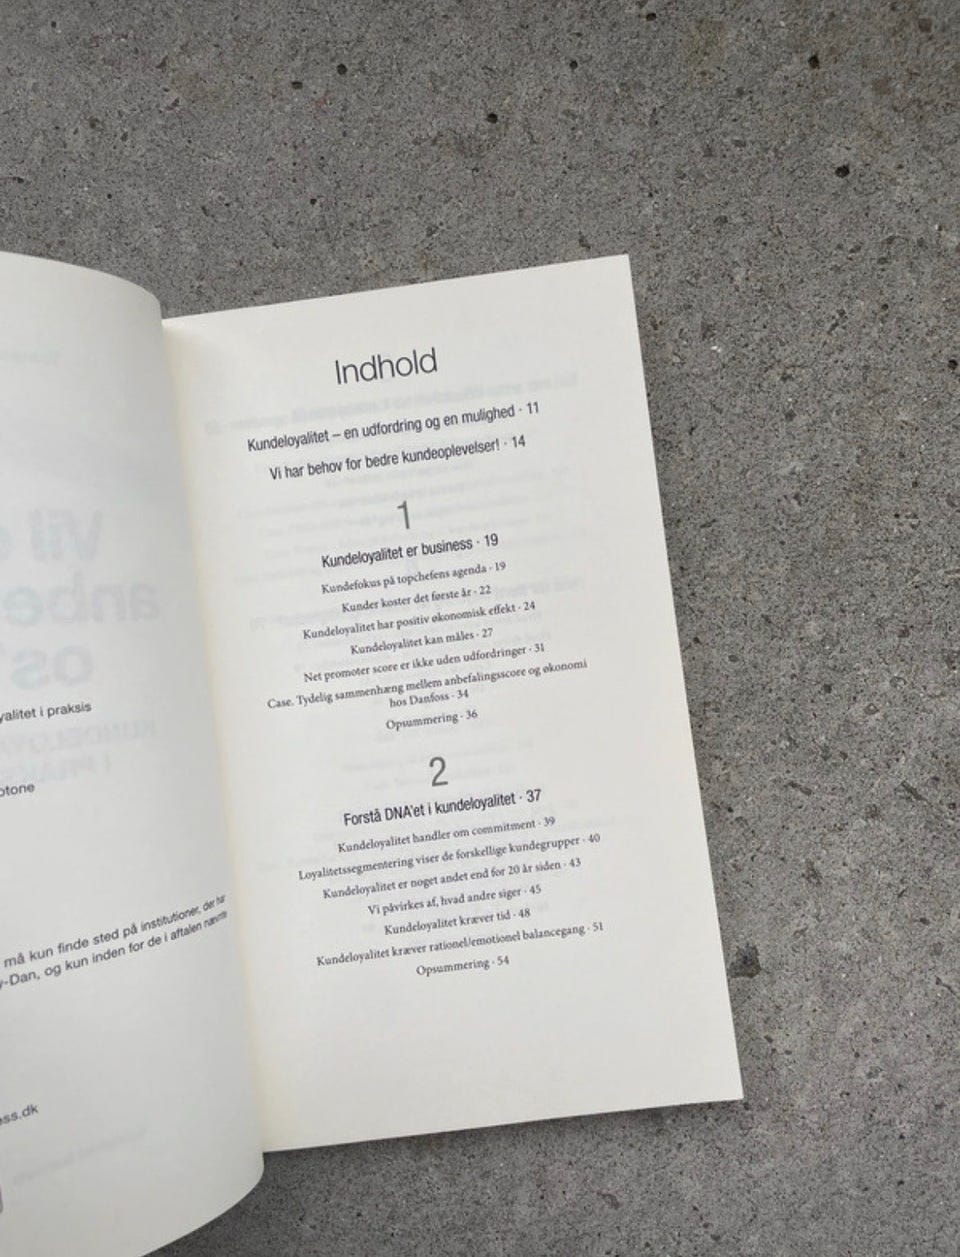 yalitet i praksis
otone
må kun finde sted på institutioner, der har
y-Dan, og kun inden for de i aftalen nævnte
ess.dk
Indhold
Kundeloyalitet – en udfordring og en mulighed · 11
Vi har behov for bedre kundeoplevelser! · 14
1
Kundeloyalitet er business · 19
Kundefokus på topchefens agenda · 19
Kunder koster det første år · 22
Kundeloyalitet har positiv økonomisk effekt · 24
Kundeloyalitet kan måles · 27
Net promoter score er ikke uden udfordringer · 31
Case. Tydelig sammenhæng mellem anbefalingsscore og økonomi
hos Danfoss · 34
Opsummering · 36
2
Forstå DNA'et i kundeloyalitet · 37
Kundeloyalitet handler om commitment · 39
Loyalitetssegmentering viser de forskellige kundegrupper · 40
Kundeloyalitet er noget andet end for 20 år siden · 43
Vi påvirkes af, hvad andre siger · 45
Kundeloyalitet kræver tid · 48
Kundeloyalitet kræver rationel/emotionel balancegang · 51
Opsummering · 54